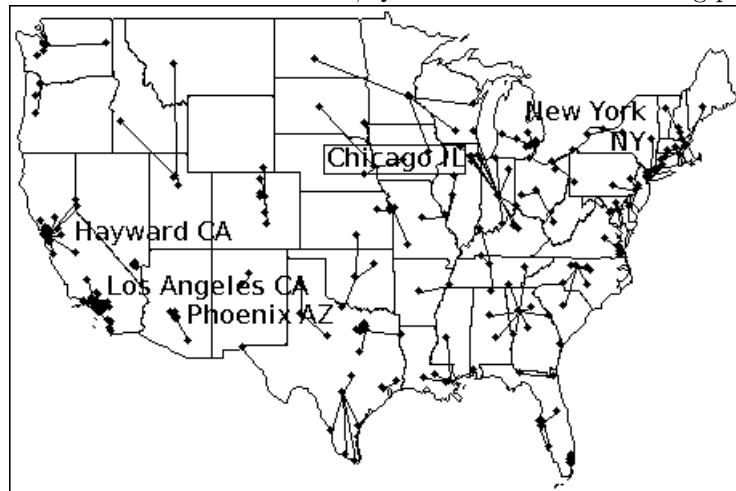 New York
NY
Chicago IL
Hayward CA
Los Angeles CA
Phoenix AZ